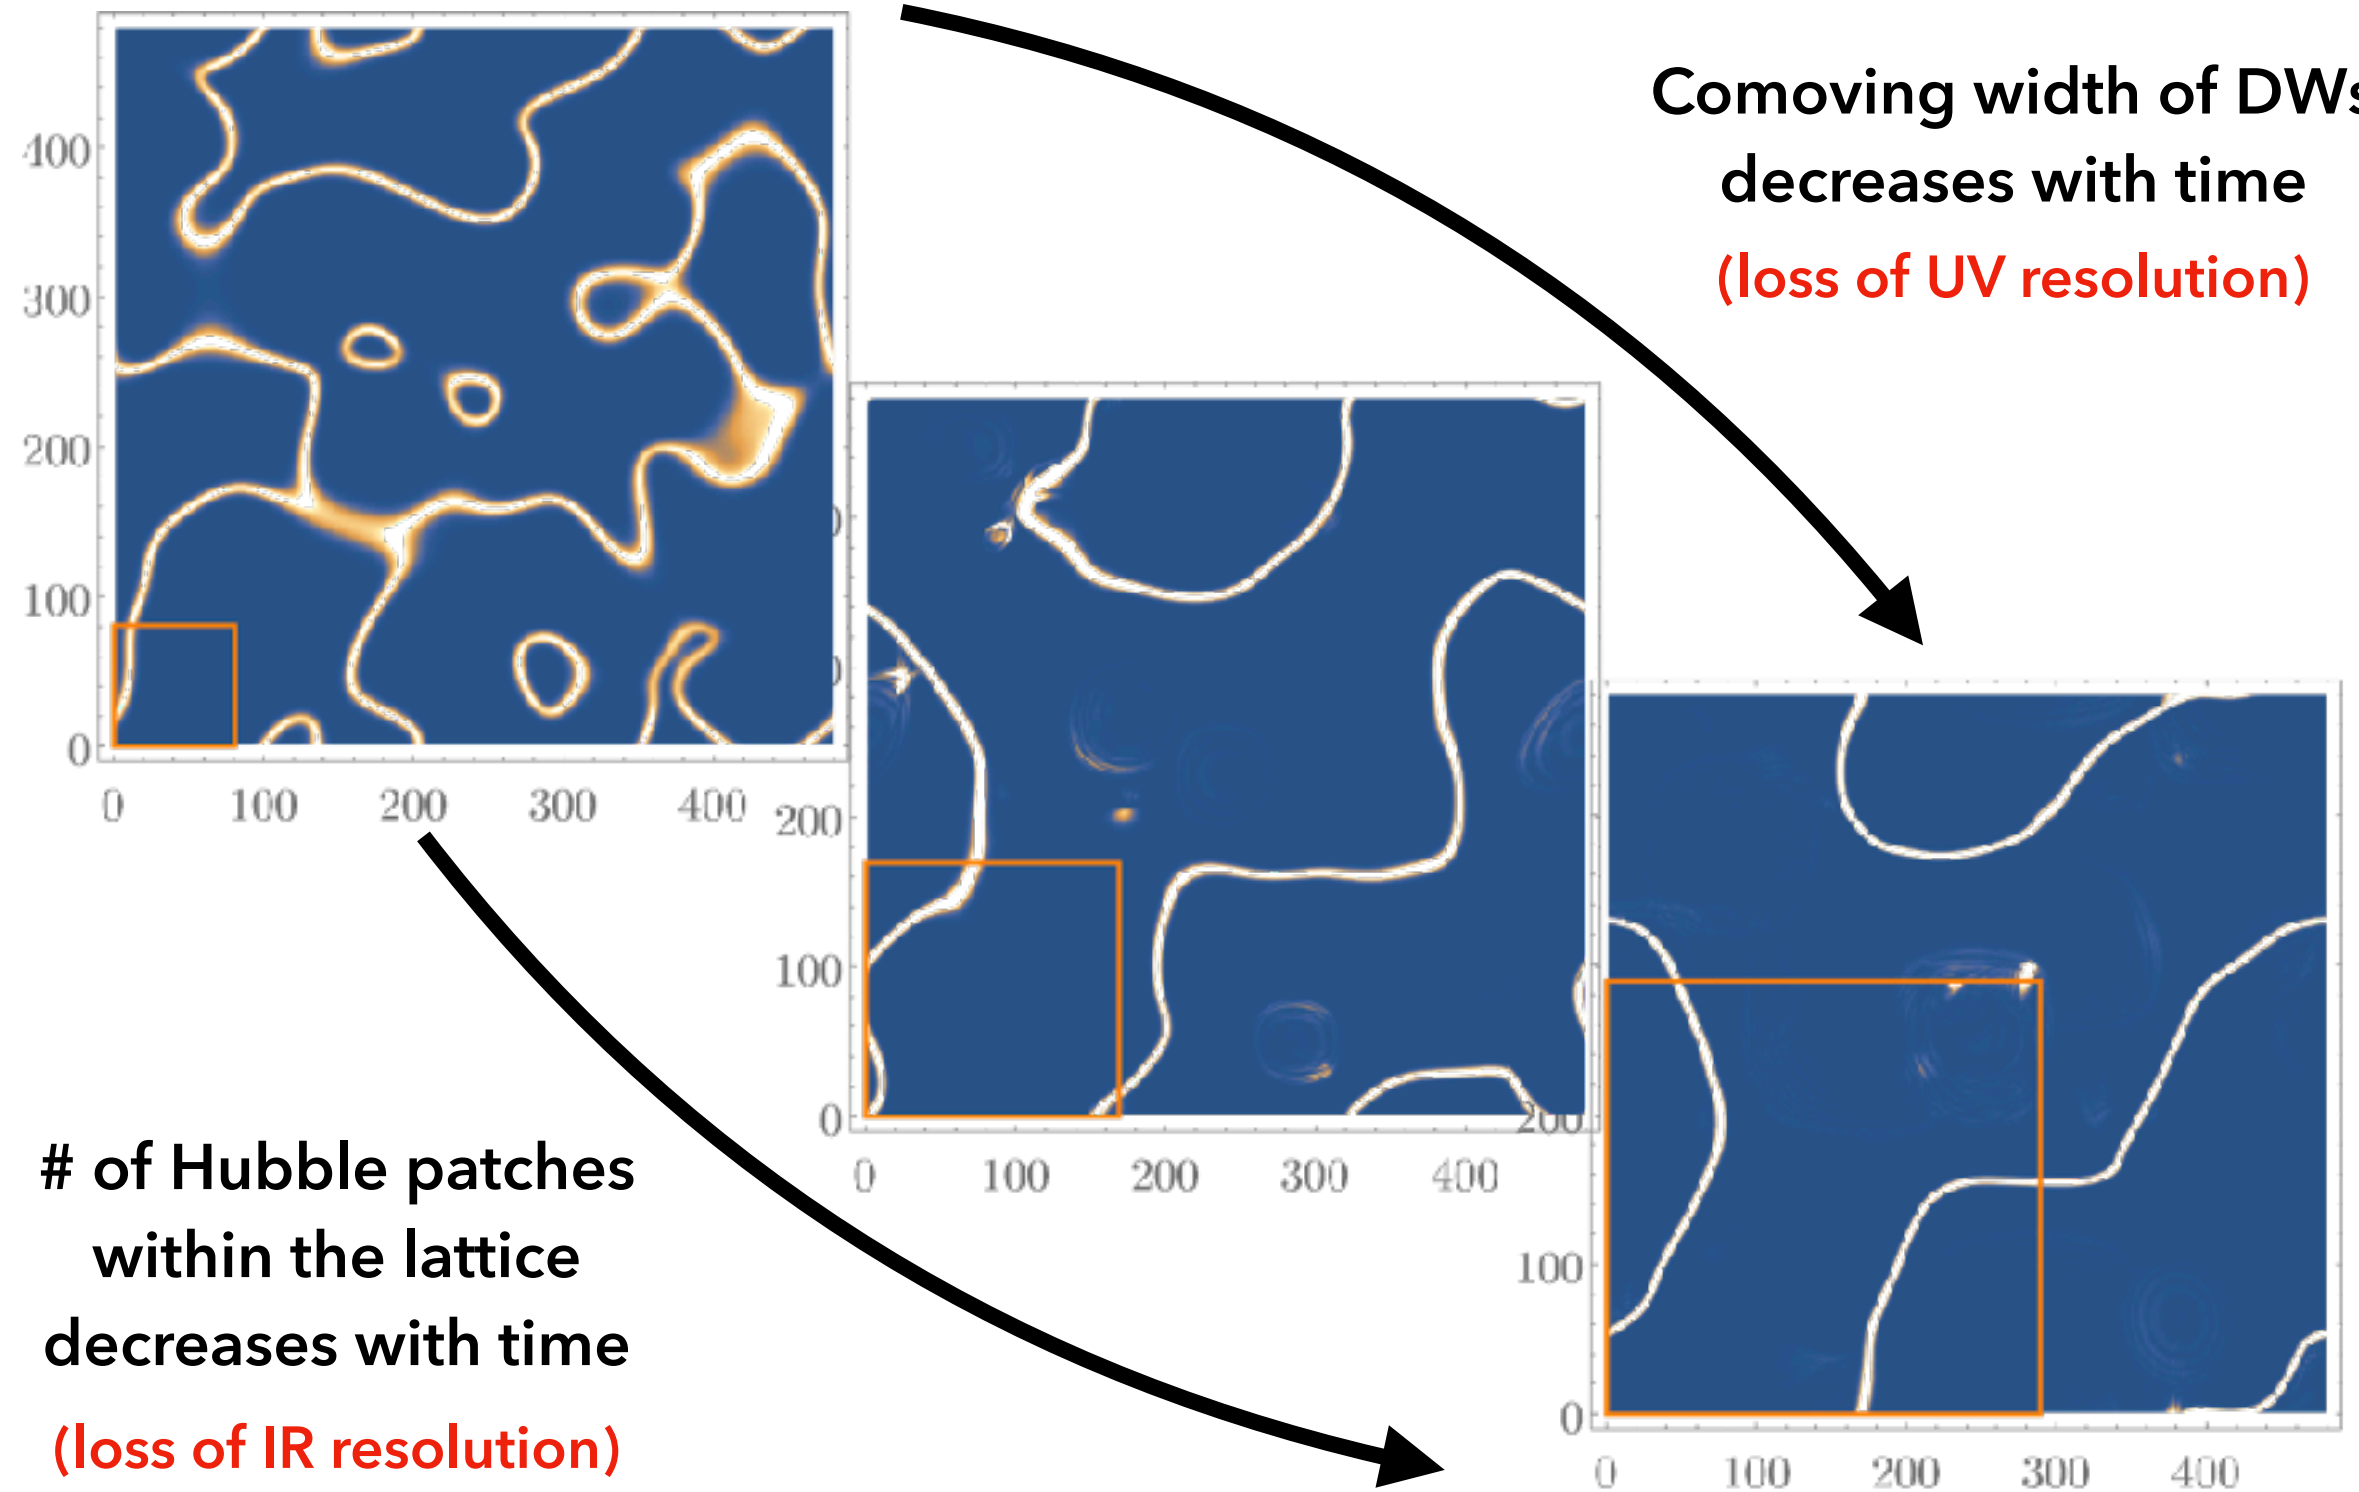 Comoving width of DWs
decreases with time
(loss of UV resolution)
400
300
200
100
0
0 100 200 300 400
200
100
0
0 100 200 300 400
200
100
0
0 100 200 300 400
# of Hubble patches
within the lattice
decreases with time
(loss of IR resolution)